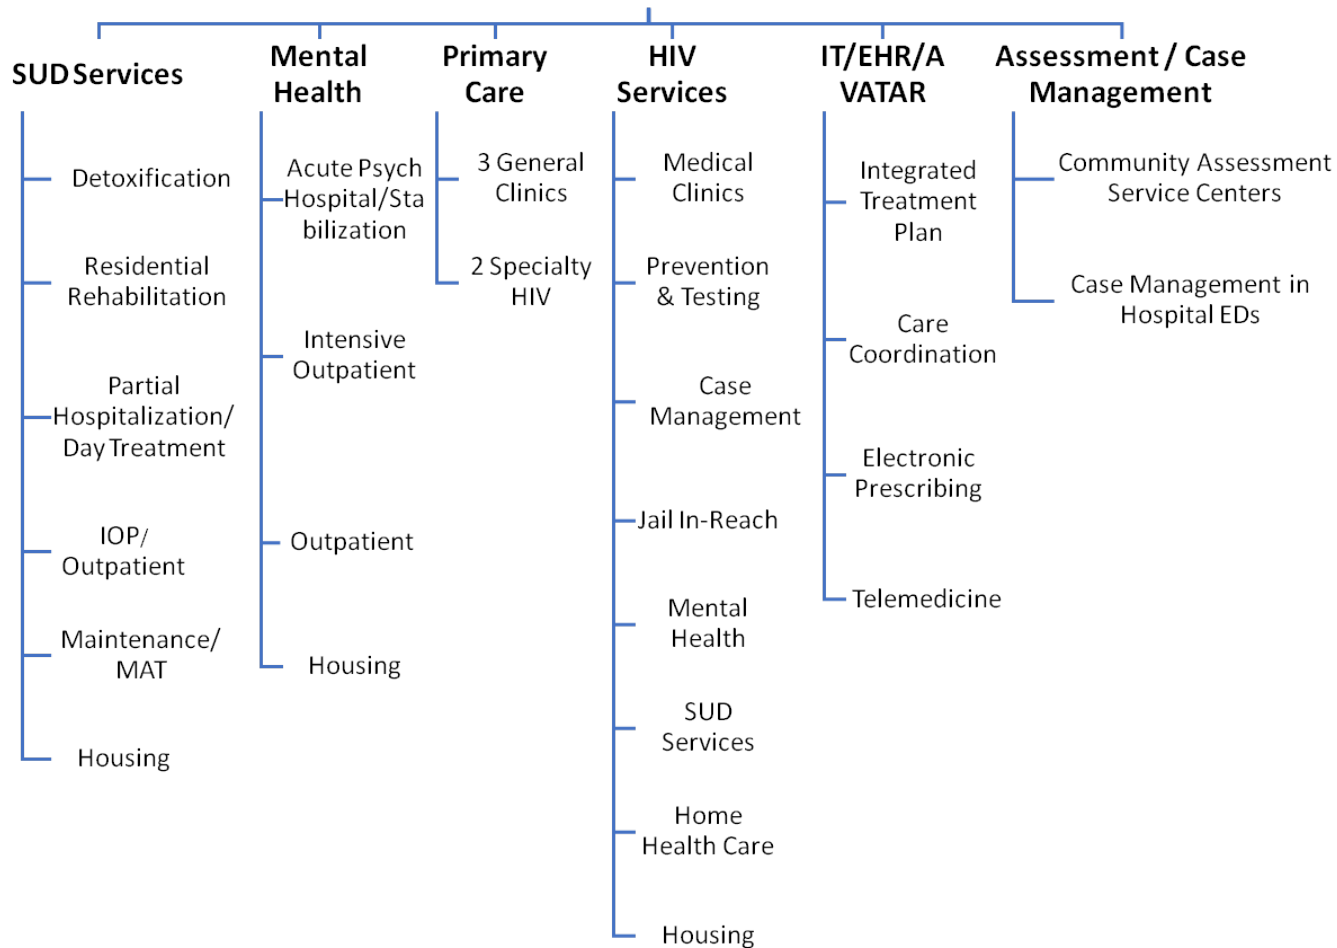 SUD Services
Detoxification
Residential
Rehabilitation
Partial
Hospitalization/
Day Treatment
IOP/
Outpatient
Maintenance/
MAT
Housing
Mental
Health
Acute Psych
Hospital/Sta
bilization
Intensive
Outpatient
Outpatient
Housing
Primary
Care
3 General
Clinics
2 Specialty
HIV
HIV
Services
Medical
Clinics
Prevention
& Testing
Case
Management
Jail In-Reach
Mental
Health
SUD
Services
Home
Health Care
Housing
IT/EHR/A
VATAR
Integrated
Treatment
Plan
Care
Coordination
Electronic
Prescribing
Telemedicine
Assessment / Case
Management
Community Assessment
Service Centers
Case Management in
Hospital EDs